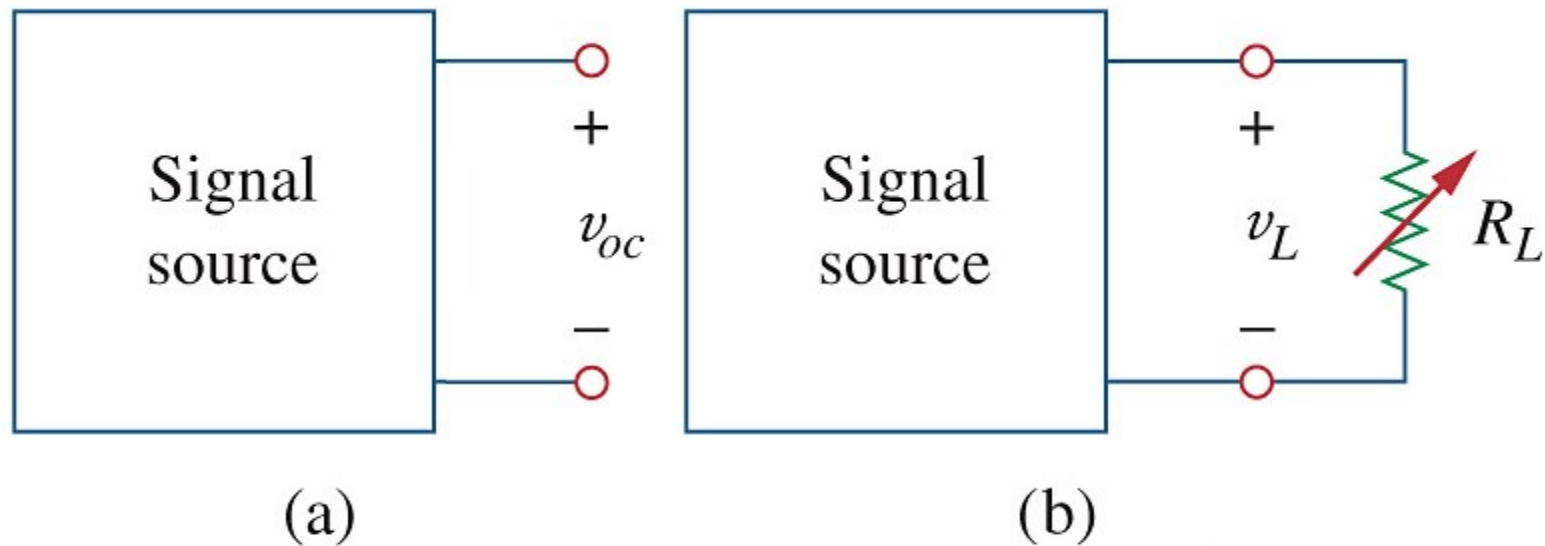 Signal
source
+
v_oc
−
(a)
Signal
source
+
v_L
−
R_L
(b)